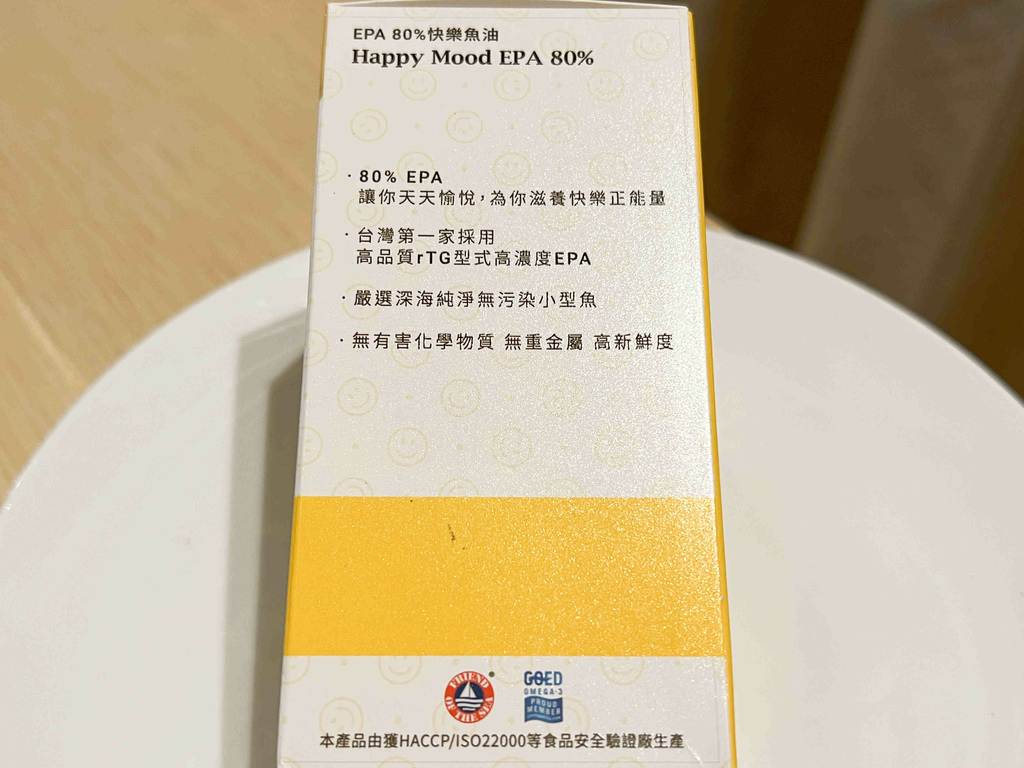 EPA 80%快樂魚油
Happy Mood EPA 80%
·80% EPA
讓你天天愉悅,為你滋養快樂正能量
·台灣第一家採用
高品質rTG型式高濃度EPA
·嚴選深海純淨無污染小型魚
·無有害化學物質 無重金屬 高新鮮度
FRIEND OF THE SEA
GOED
OMEGA-3
PROUD
MEMBER
本產品由獲HACCP/ISO22000等食品安全驗證廠生產